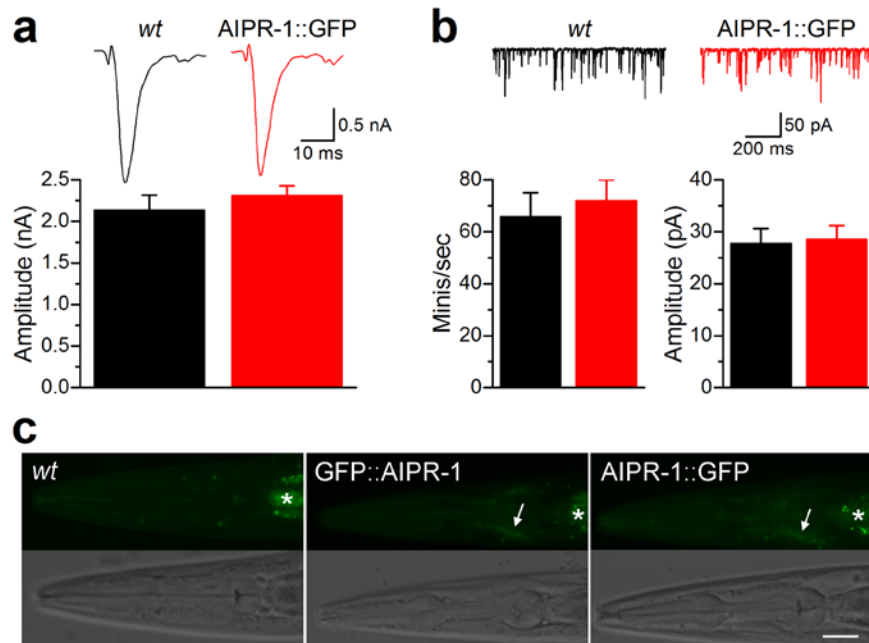 a
wt
AIPR-1::GFP
0.5 nA
10 ms
Amplitude (nA)
2.5
2.0
1.5
1.0
0.5
0.0
b
wt
AIPR-1::GFP
50 pA
200 ms
Minis/sec
80
60
40
20
0
Amplitude (pA)
40
30
20
10
0
c
wt
*
GFP::AIPR-1
*
AIPR-1::GFP
*